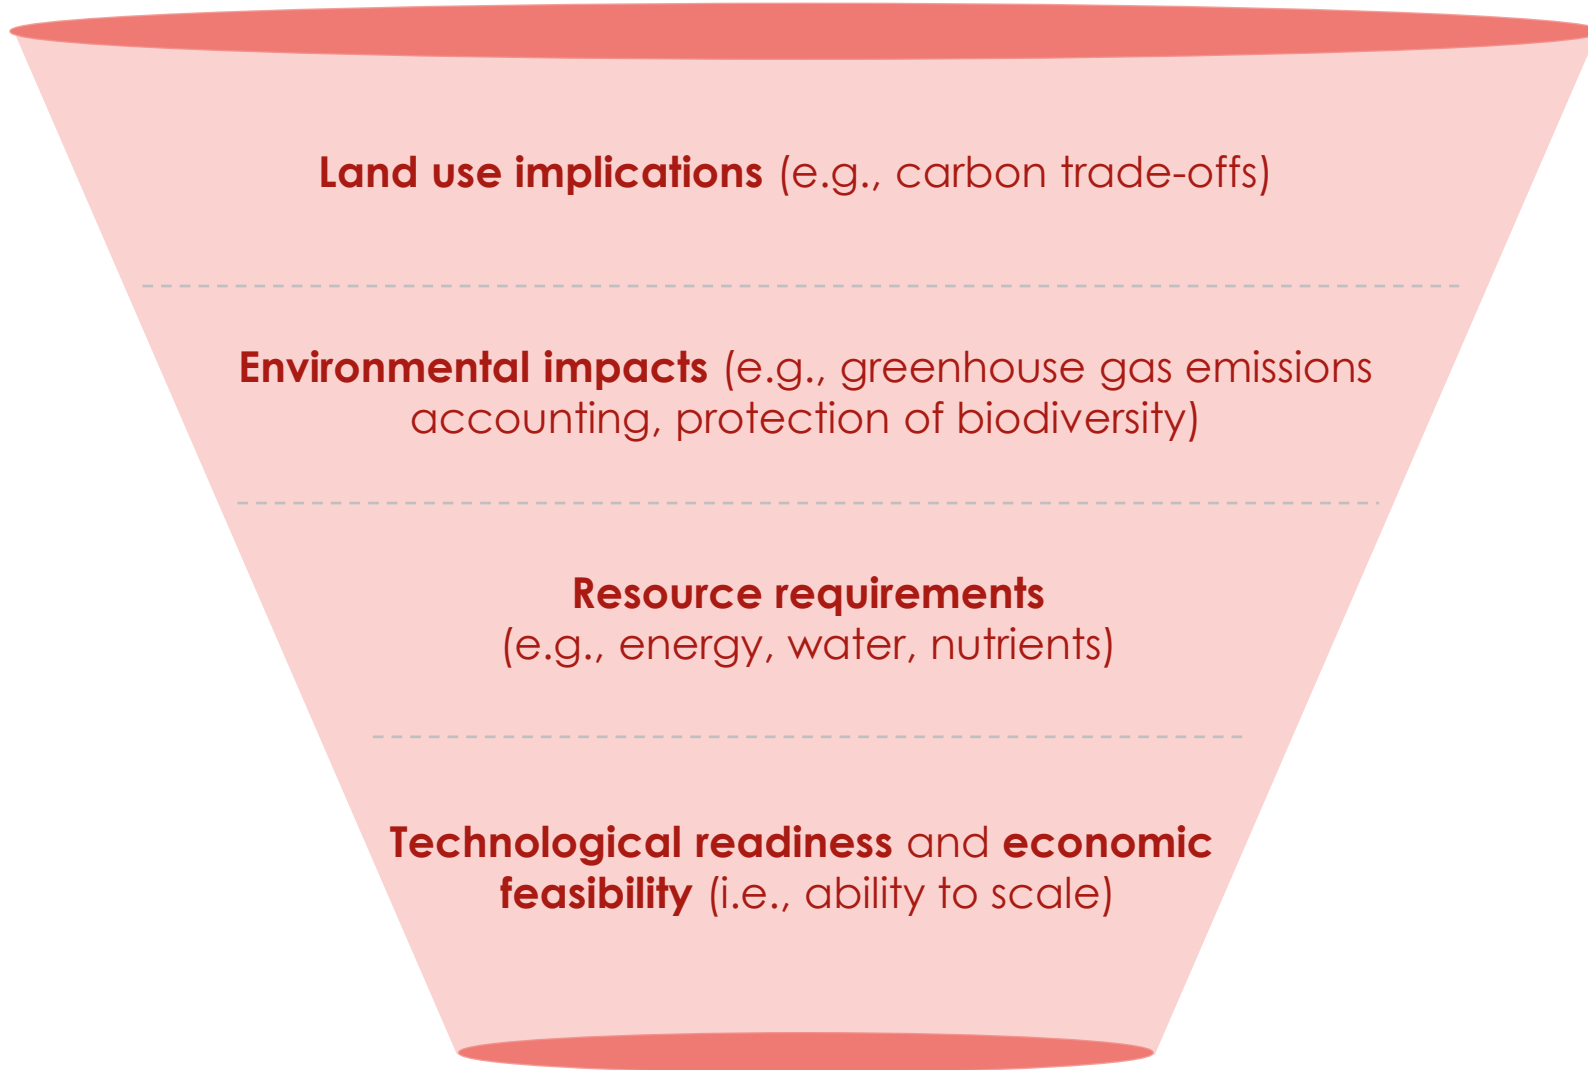 Land use implications (e.g., carbon trade-offs)
Environmental impacts (e.g., greenhouse gas emissions
accounting, protection of biodiversity)
Resource requirements
(e.g., energy, water, nutrients)
Technological readiness and economic
feasibility (i.e., ability to scale)